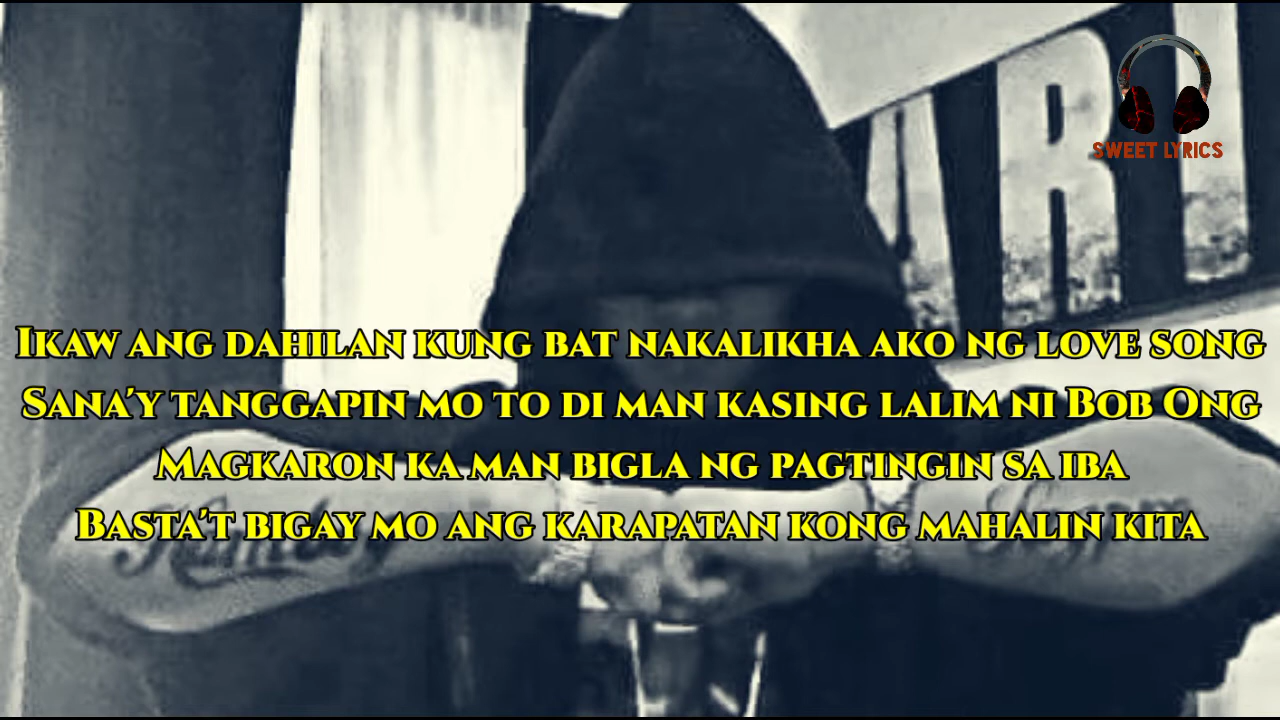 SWEET LYRICS
Ikaw ang dahilan kung bat nakalikha ako ng love song
Sana'y tanggapin mo to di man kasing lalim ni Bob Ong
Magkaron ka man bigla ng pagtingin sa iba
Basta't bigay mo ang karapatan kong mahalin kita